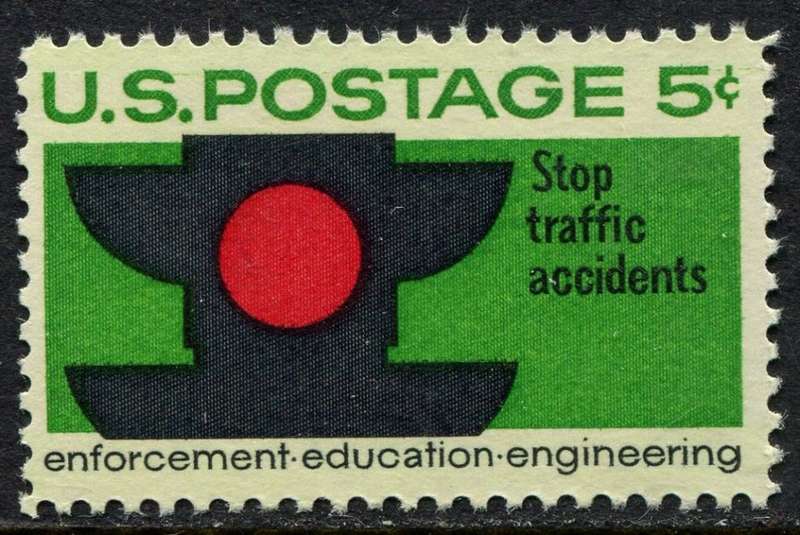 U.S. POSTAGE 5¢
Stop
traffic
accidents
enforcement·education·engineering